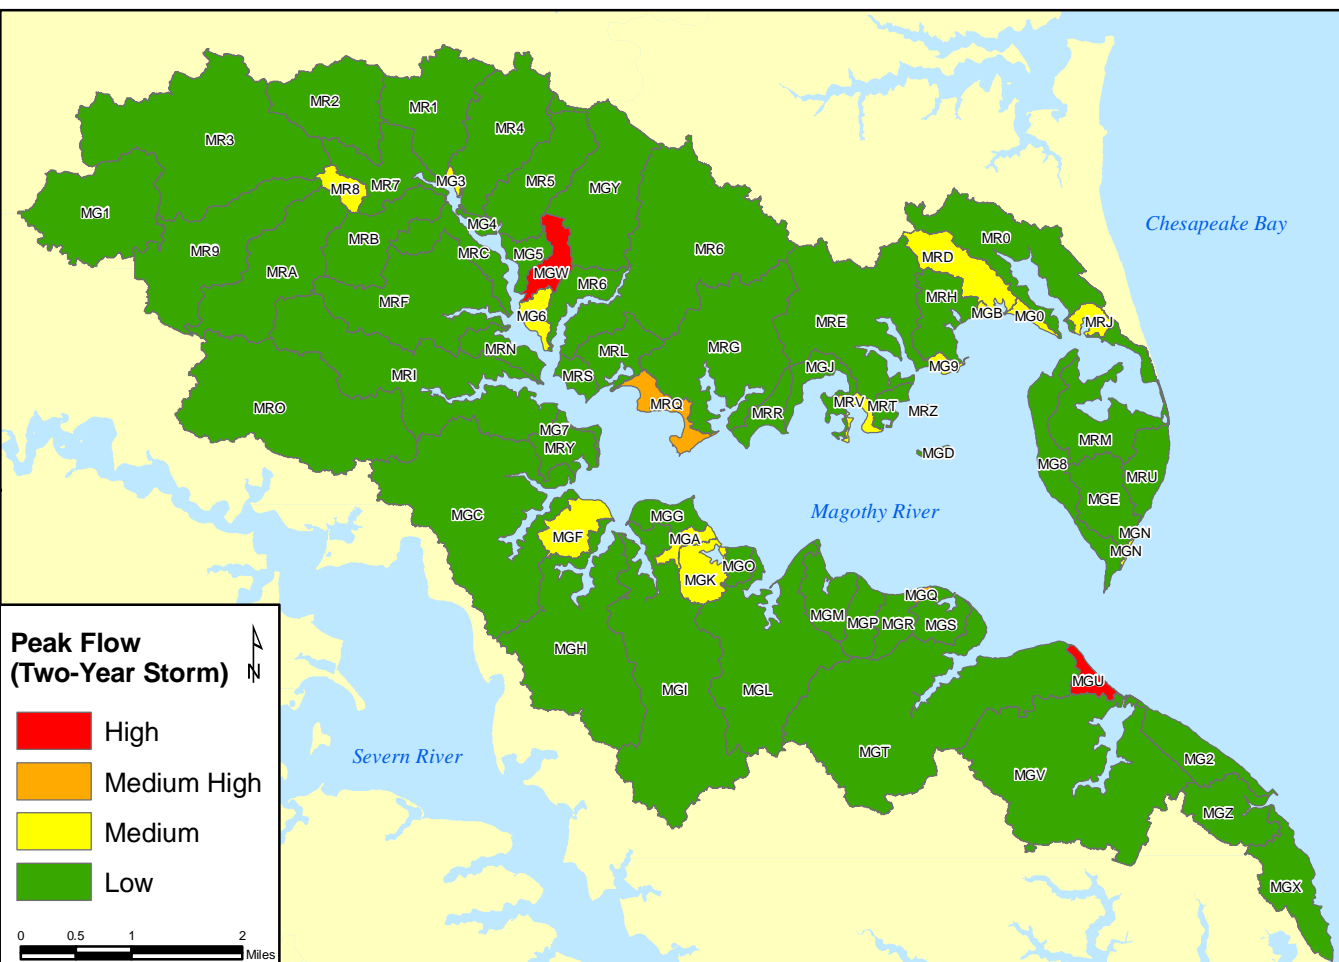 MR2
MR1
MR4
MR3
MR5
MG3
MR7
MR8
MGY
MG1
MG4
MR0
MRB
MR9
MR6
MRC
MG5
MRD
MGW
MRA
MR6
MRH
MRF
MGB
MG0
MG6
MRE
MRJ
MRN
MRL
MRG
MGJ
MG9
MRI
MRS
MRO
MRQ
MRR
MRV
MRT
MRZ
MG7
MRY
MGD
MRM
MG8
MRU
MGE
MGC
MGG
MGF
MGA
MGN
MGN
MGK
MGO
MGQ
MGM
MGP
MGR
MGS
MGH
MGI
MGL
MGU
MGT
MGV
MG2
MGZ
MGX
Chesapeake Bay
Magothy River
Severn River
Peak Flow
(Two-Year Storm)
N
High
Medium High
Medium
Low
0 0.5 1 2
Miles